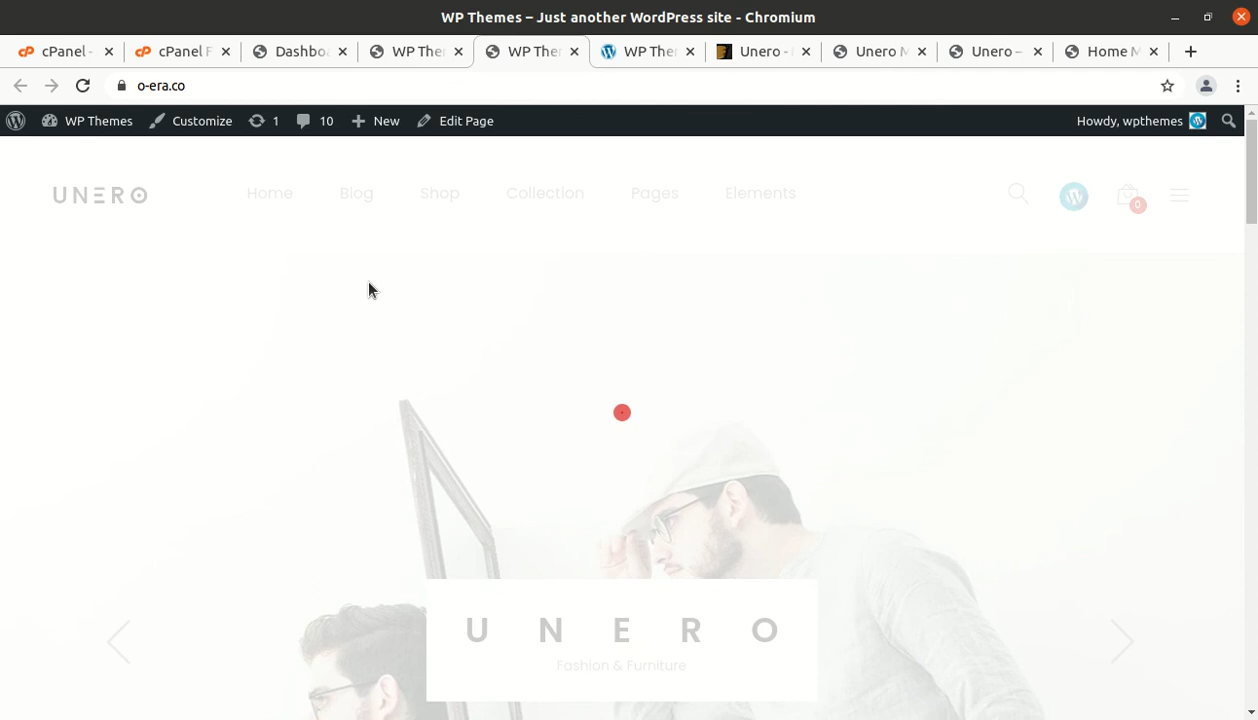 WP Themes – Just another WordPress site - Chromium
cPanel - cPanel F Dashbo WP The WP The WP The Unero - Unero M Unero – Home M
o-era.co
WP Themes Customize 1 10 New Edit Page Howdy, wpthemes
UNERO Home Blog Shop Collection Pages Elements 0
UNERO
Fashion & Furniture